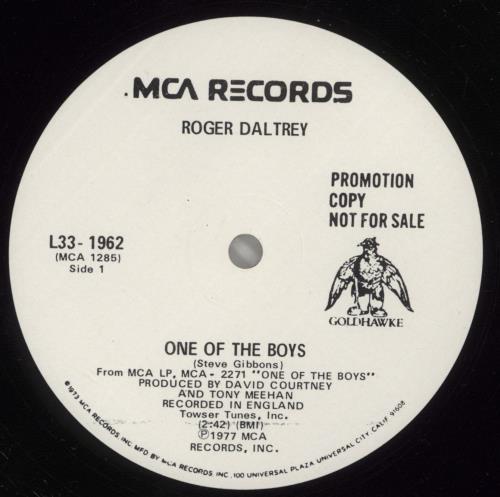 .MCA RECORDS
ROGER DALTREY
PROMOTION
COPY
NOT FOR SALE
L33-1962
(MCA 1285)
Side 1
GOLDHAWKE
ONE OF THE BOYS
(Steve Gibbons)
From MCA LP, MCA - 2271 "ONE OF THE BOYS"
PRODUCED BY DAVID COURTNEY
AND TONY MEEHAN
RECORDED IN ENGLAND
Towser Tunes, Inc.
(2:42) (BMI)
Ⓟ1977 MCA
RECORDS, INC.
©1973 MCA RECORDS, INC. MFD BY MCA RECORDS, INC., 100 UNIVERSAL PLAZA UNIVERSAL CITY, CALIF. 91608